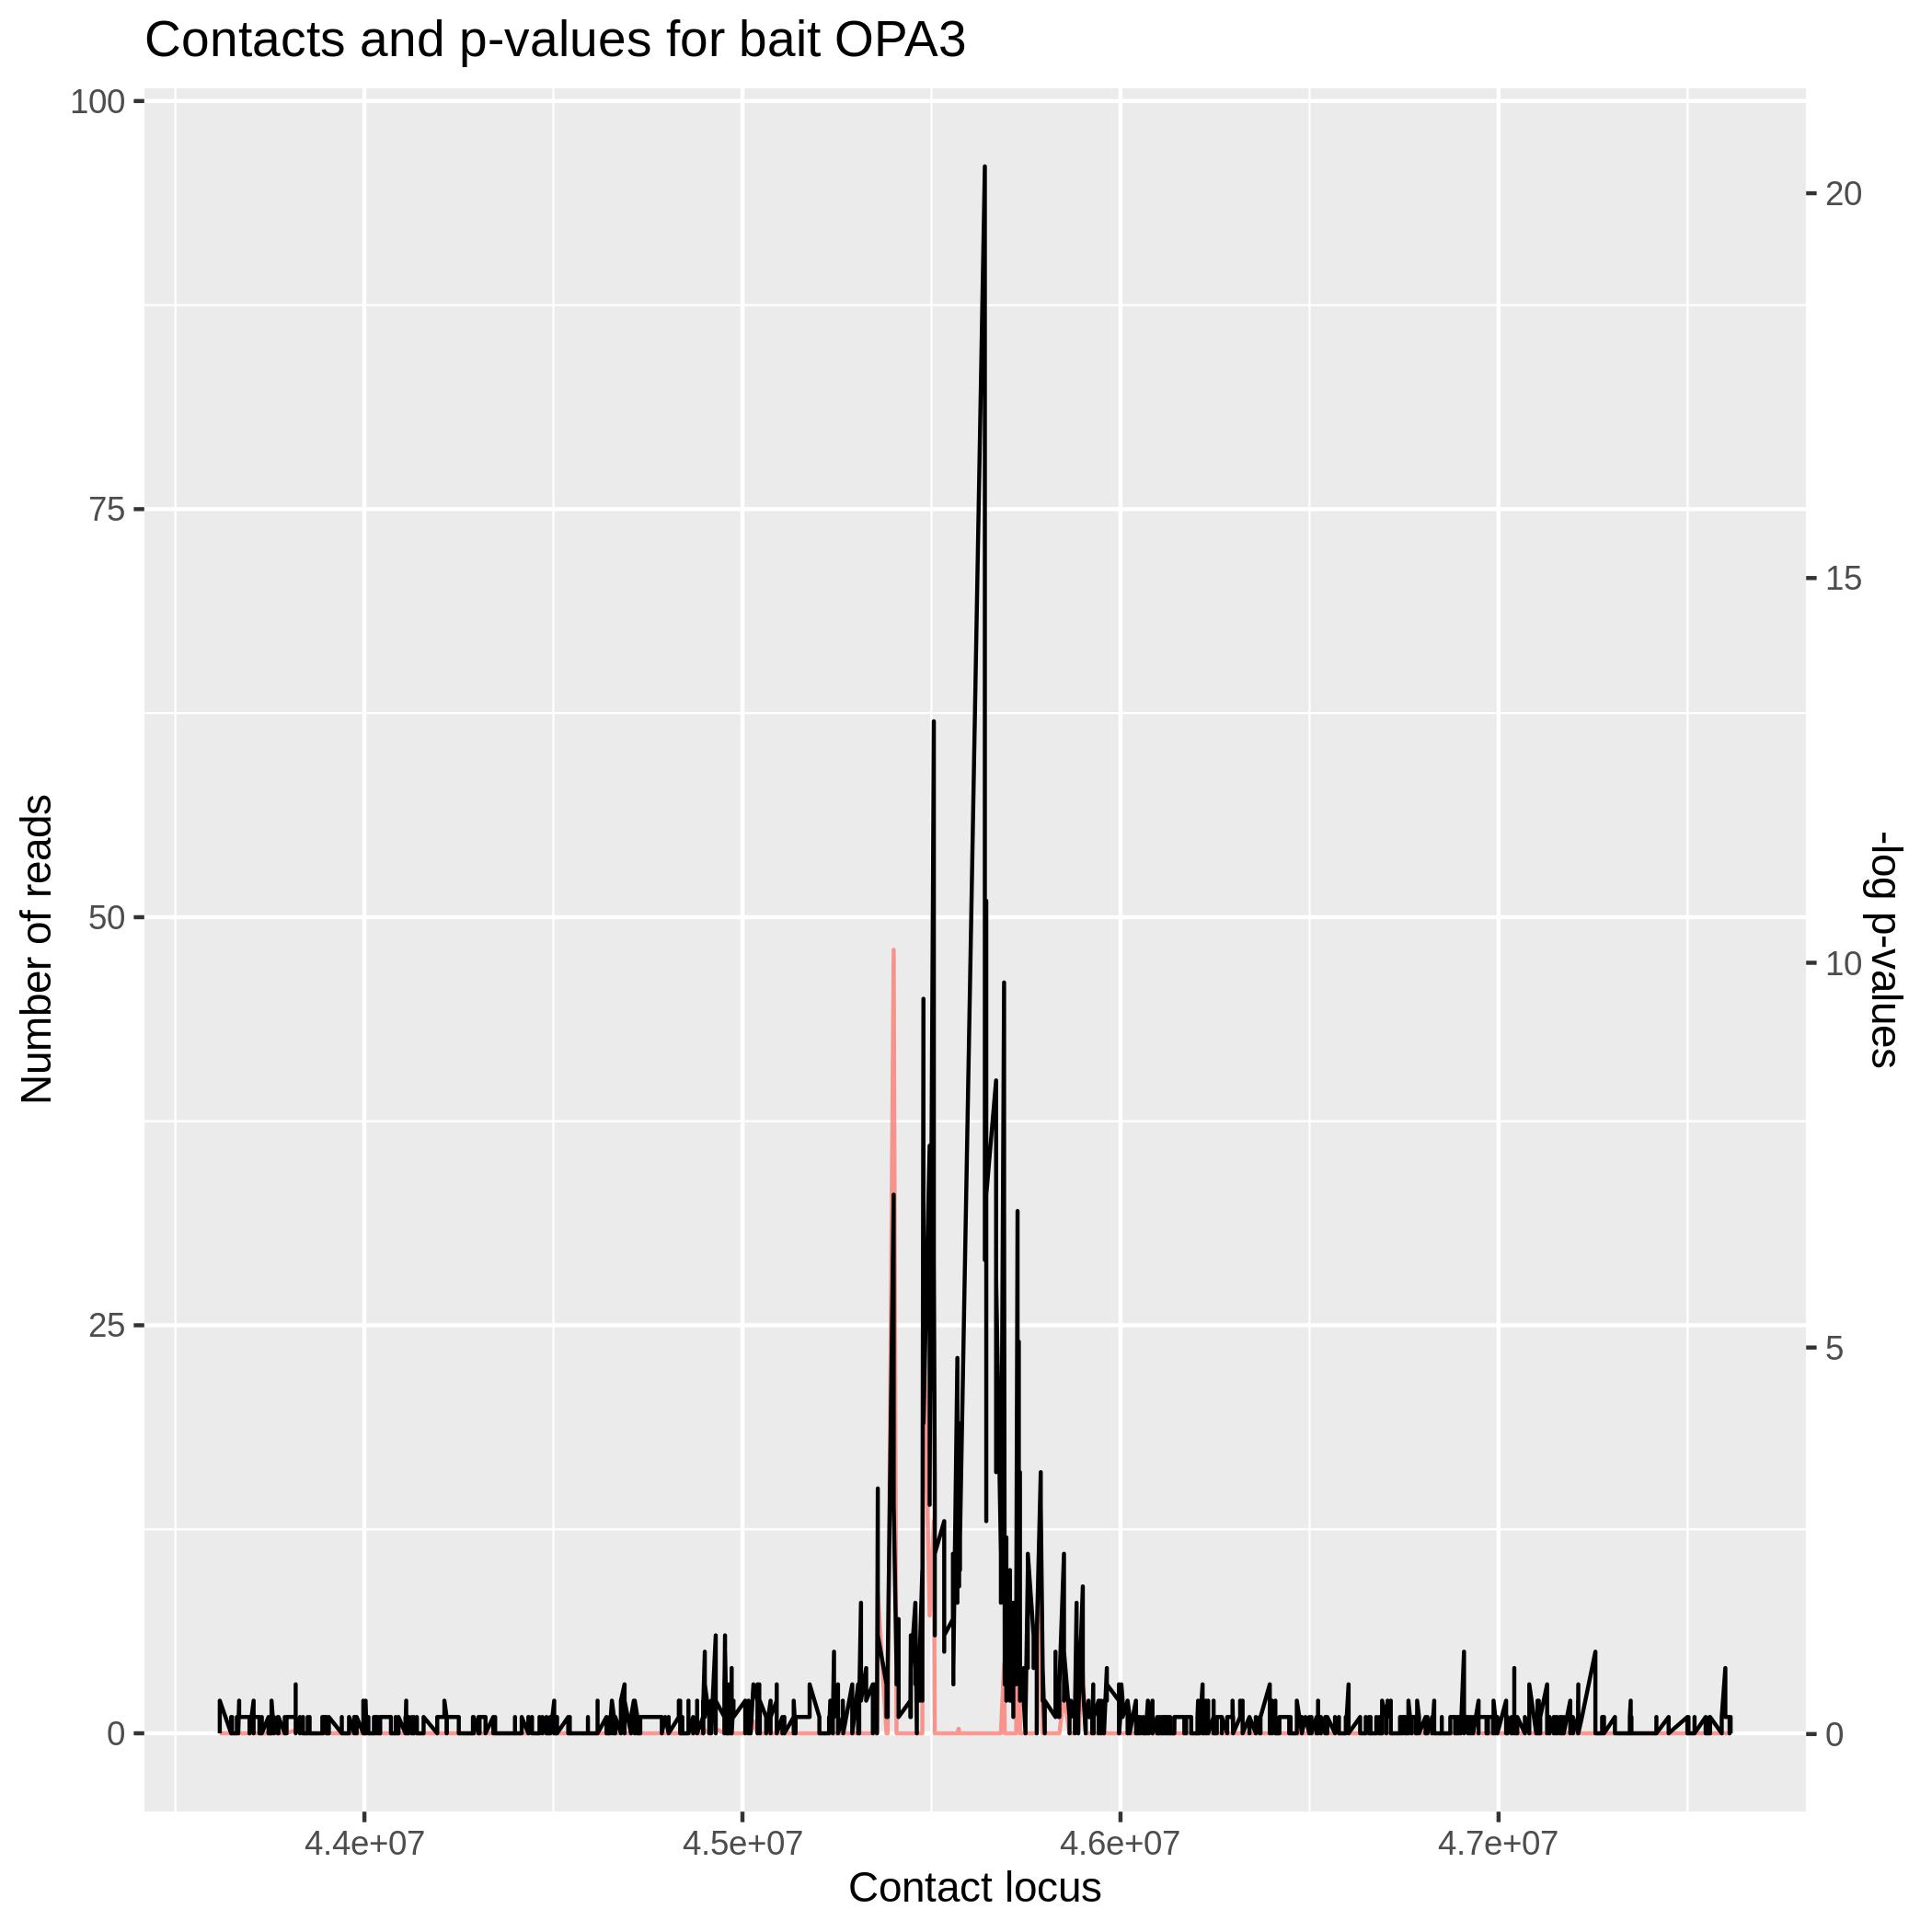 Contacts and p-values for bait OPA3
100
75
50
25
0
Number of reads
20
15
10
5
0
-log p-values
4.4e+07
4.5e+07
4.6e+07
4.7e+07
Contact locus